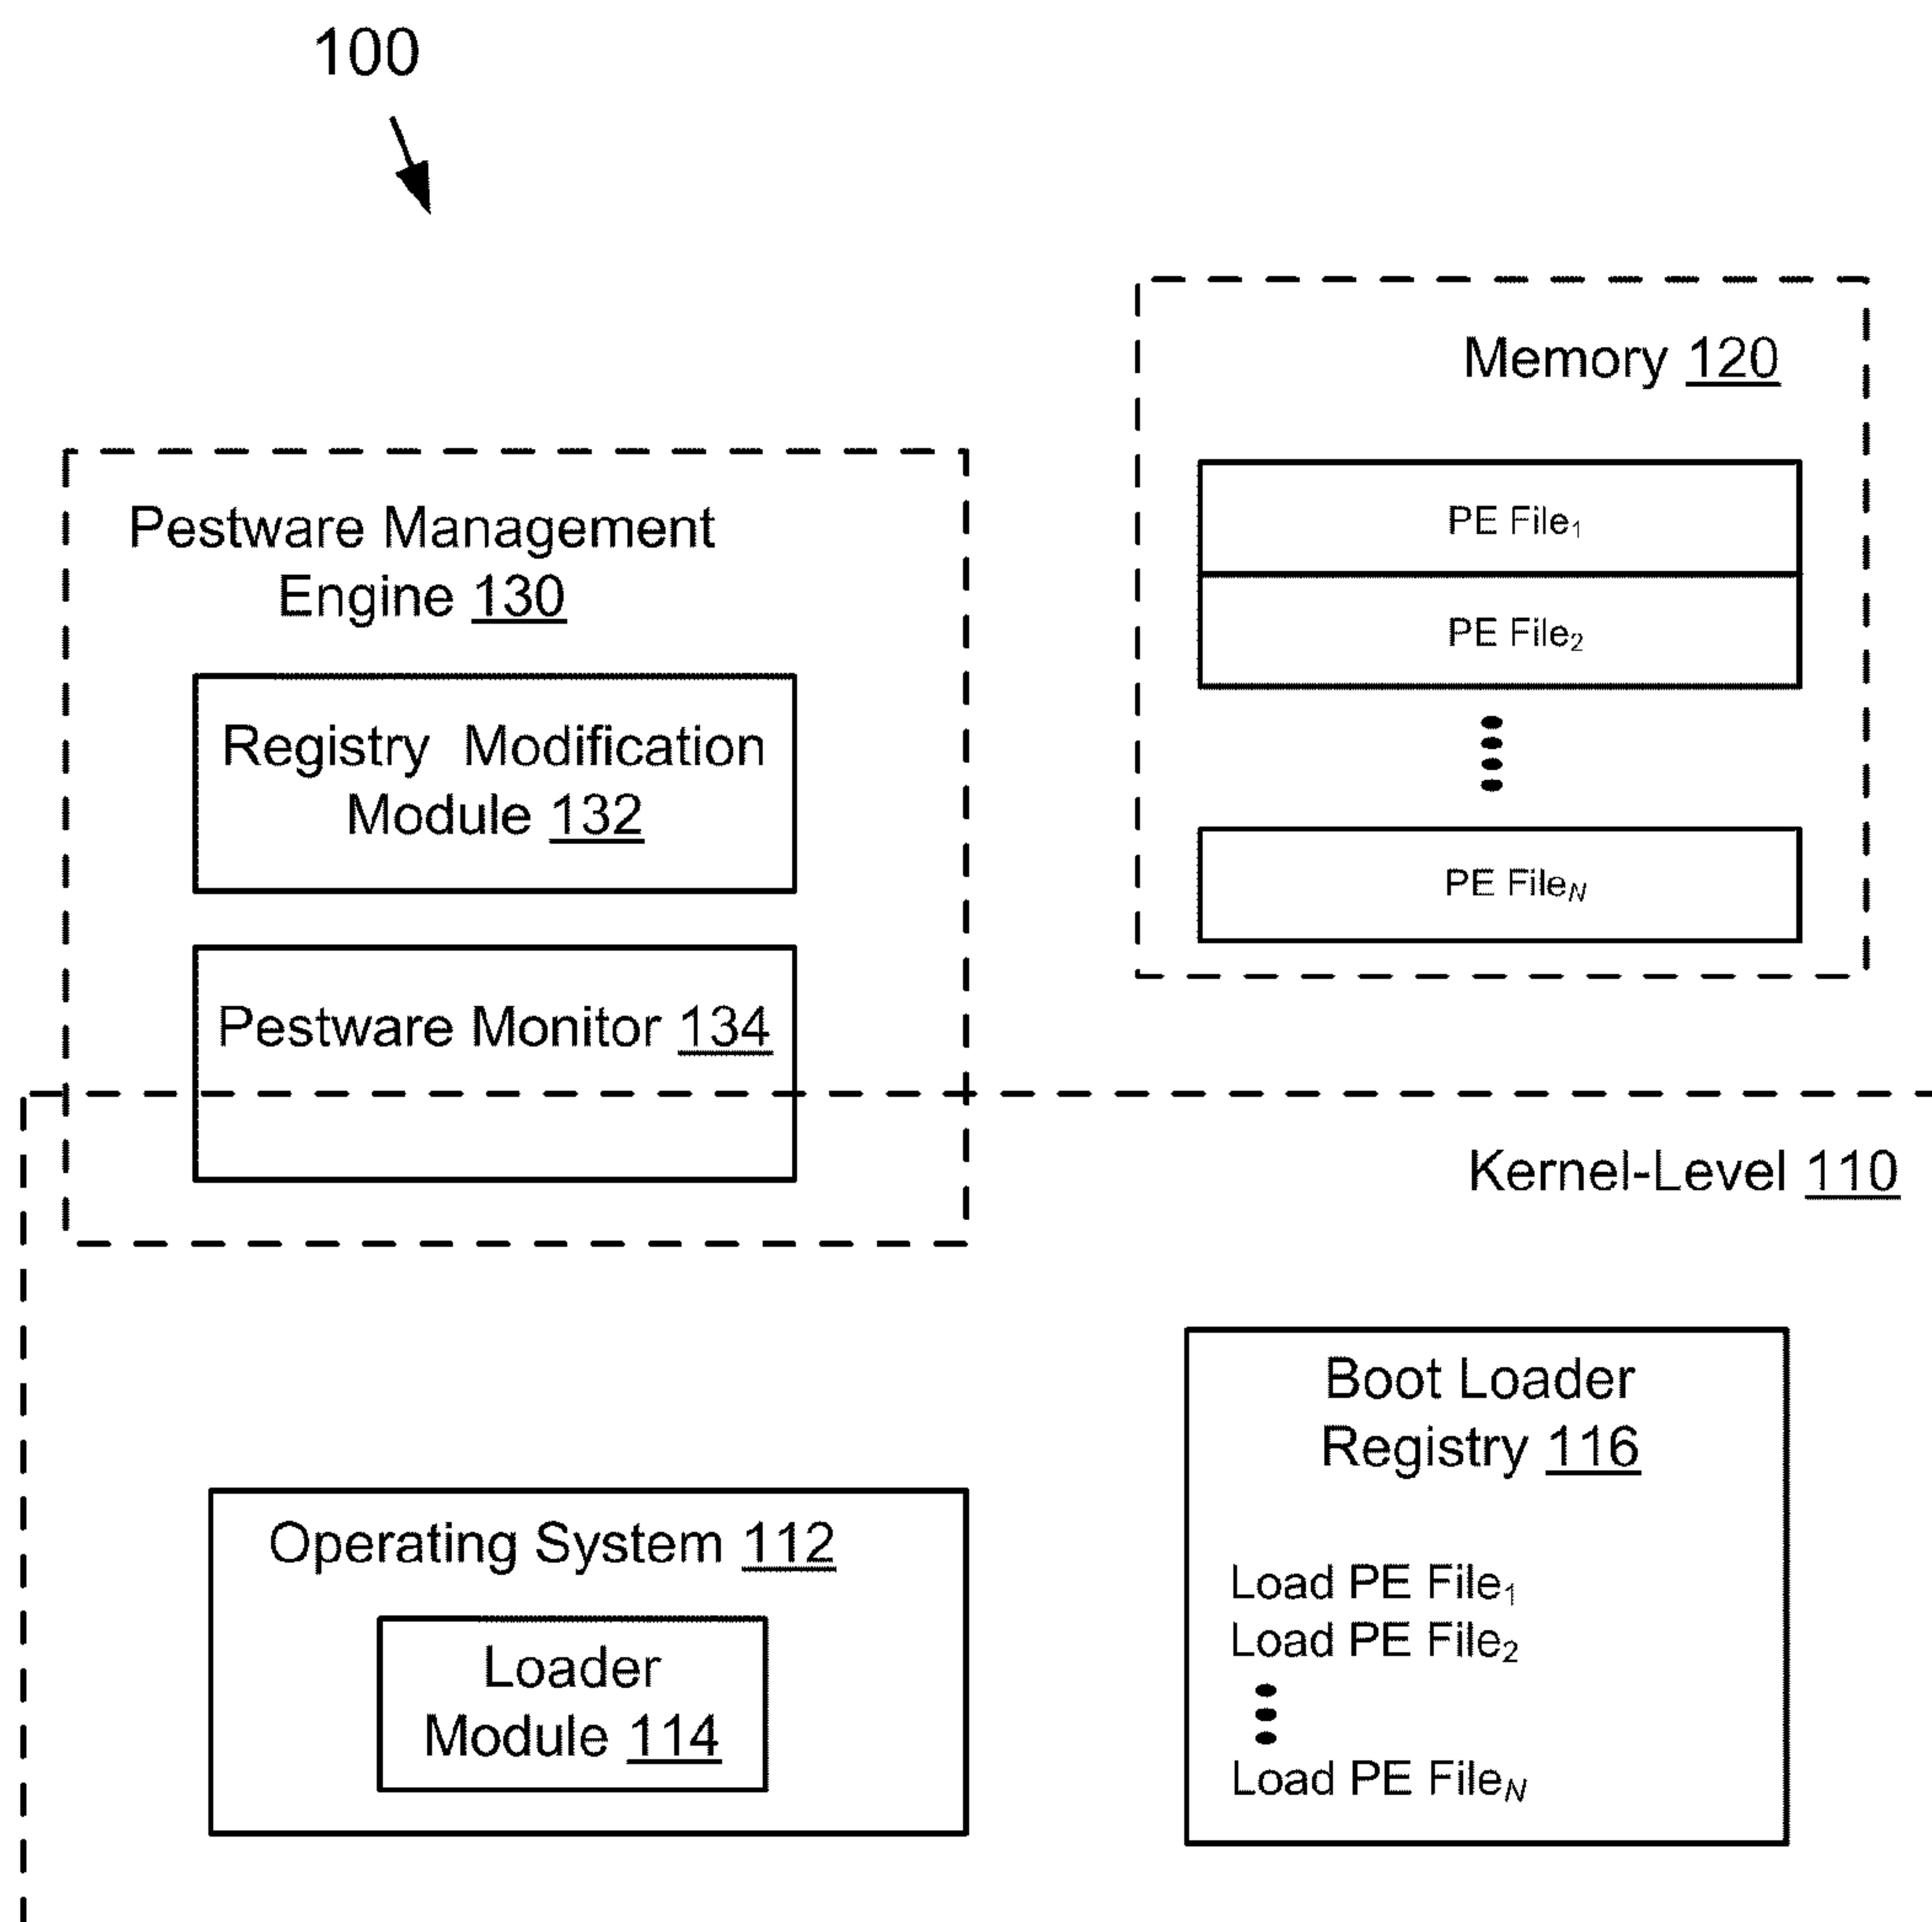 100
Memory 120
PE File₁
PE File₂
PE Fileₙ
Pestware Management
Engine 130
Registry Modification
Module 132
Pestware Monitor 134
Kernel-Level 110
Boot Loader
Registry 116
Load PE File₁
Load PE File₂
Load PE Fileₙ
Operating System 112
Loader
Module 114